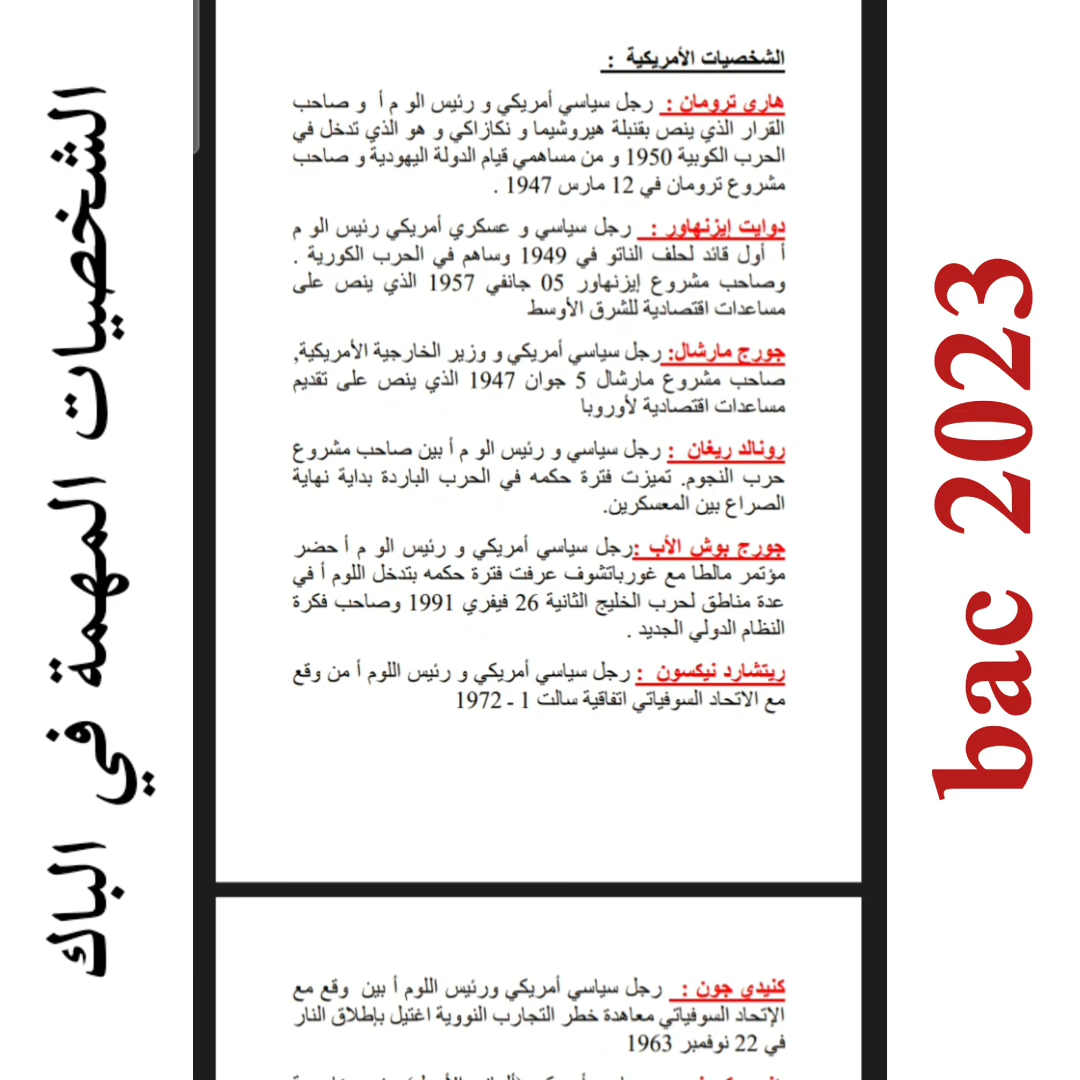 الشخصيات المهمة في الباك
الشخصيات الأمريكية :
هاري ترومان : رجل سياسي أمريكي و رئيس الو م أ و صاحب
القرار الذي ينص بقنبلة هيروشيما و نكازاكي و هو الذي تدخل في
الحرب الكوبية 1950 و من مساهمي قيام الدولة اليهودية و صاحب
مشروع ترومان في 12 مارس 1947 .
دوايت إيزنهاور : رجل سياسي و عسكري أمريكي رئيس الو م
أ أول قائد لحلف الناتو في 1949 وساهم في الحرب الكورية .
وصاحب مشروع إيزنهاور 05 جانفي 1957 الذي ينص على
مساعدات اقتصادية للشرق الأوسط
جورج مارشال: رجل سياسي أمريكي و وزير الخارجية الأمريكية,
صاحب مشروع مارشال 5 جوان 1947 الذي ينص على تقديم
مساعدات اقتصادية لأوروبا
رونالد ريغان : رجل سياسي و رئيس الو م أ بين صاحب مشروع
حرب النجوم. تميزت فترة حكمه في الحرب الباردة بداية نهاية
الصراع بين المعسكرين.
جورج بوش الأب :رجل سياسي أمريكي و رئيس الو م أ حضر
مؤتمر مالطا مع غورباتشوف عرفت فترة حكمه بتدخل اللوم أ في
عدة مناطق لحرب الخليج الثانية 26 فيفري 1991 وصاحب فكرة
النظام الدولي الجديد .
ريتشارد نيكسون : رجل سياسي أمريكي و رئيس اللوم أ من وقع
مع الاتحاد السوفياتي اتفاقية سالت 1 - 1972
كنيدي جون : رجل سياسي أمريكي ورئيس اللوم أ بين وقع مع
الإتحاد السوفياتي معاهدة خطر التجارب النووية اغتيل بإطلاق النار
في 22 نوفمبر 1963
bac 2023